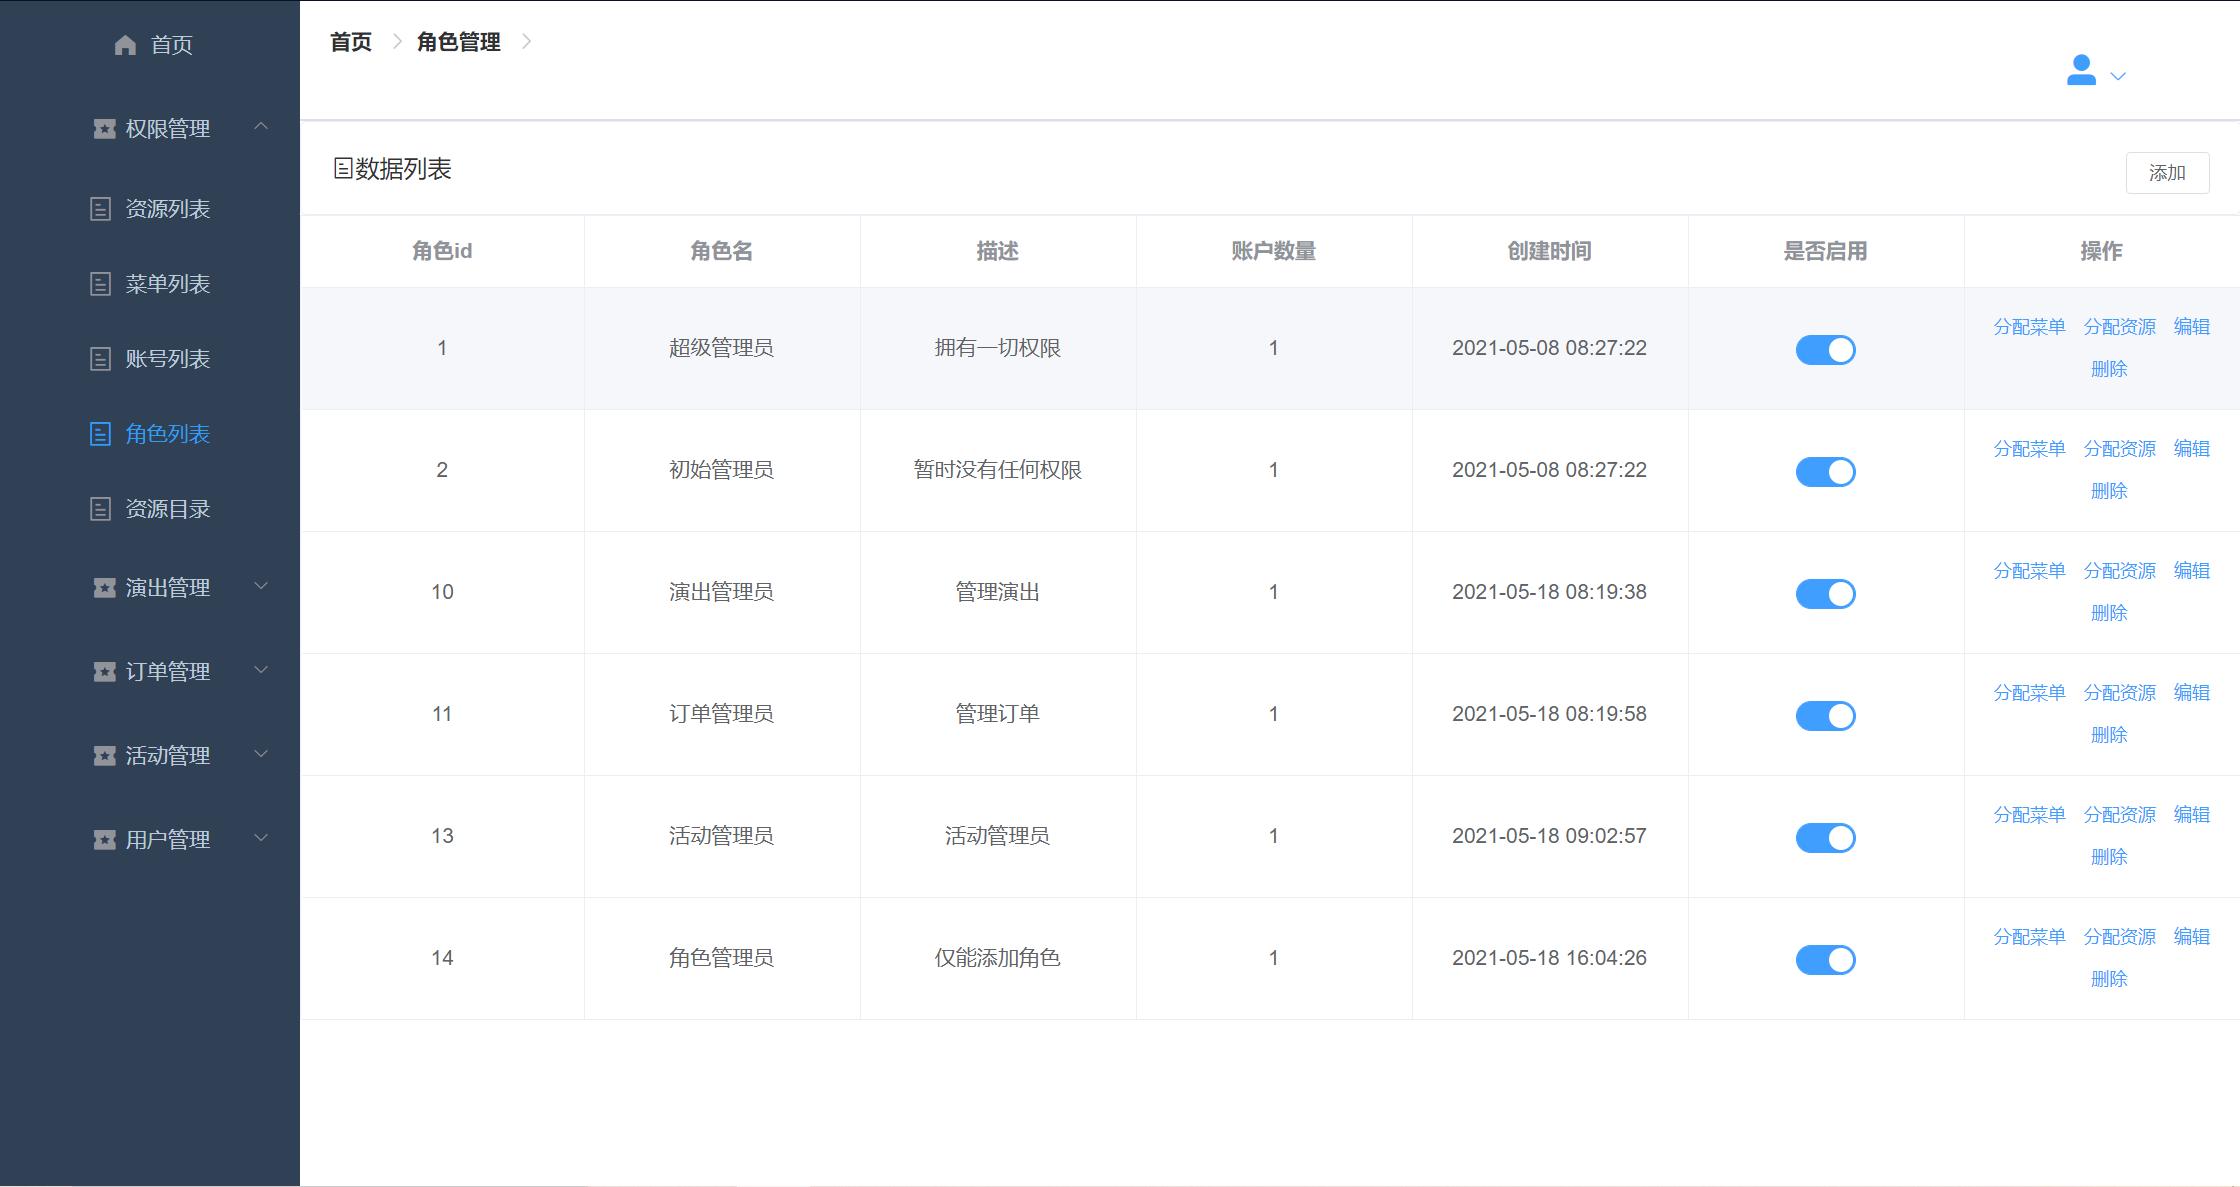 首页
权限管理
资源列表
菜单列表
账号列表
角色列表
资源目录
演出管理
订单管理
活动管理
用户管理
首页 角色管理
数据列表 添加
角色id 角色名 描述 账户数量 创建时间 是否启用 操作
1 超级管理员 拥有一切权限 1 2021-05-08 08:27:22 分配菜单 分配资源 编辑
删除
2 初始管理员 暂时没有任何权限 1 2021-05-08 08:27:22 分配菜单 分配资源 编辑
删除
10 演出管理员 管理演出 1 2021-05-18 08:19:38 分配菜单 分配资源 编辑
删除
11 订单管理员 管理订单 1 2021-05-18 08:19:58 分配菜单 分配资源 编辑
删除
13 活动管理员 活动管理员 1 2021-05-18 09:02:57 分配菜单 分配资源 编辑
删除
14 角色管理员 仅能添加角色 1 2021-05-18 16:04:26 分配菜单 分配资源 编辑
删除